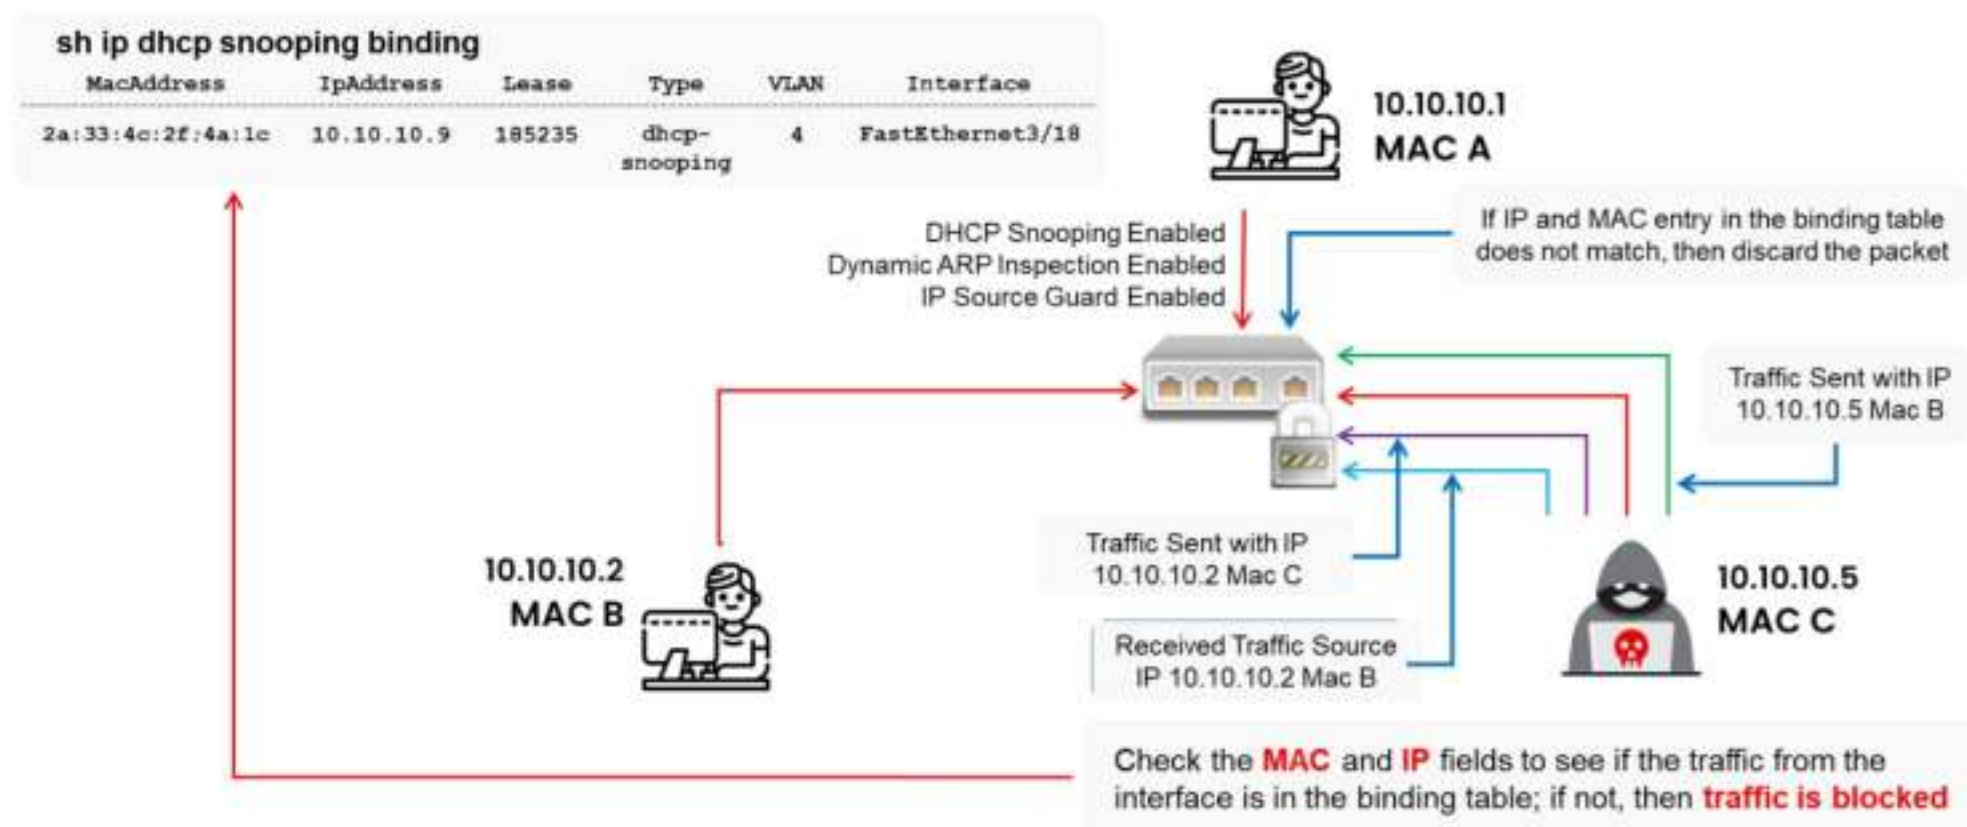 sh ip dhcp snooping binding
MacAddress IpAddress Lease Type VLAN Interface
2a:33:4c:2f:4a:1c 10.10.10.9 185235 dhcp- 4 FastEthernet3/18
snooping
10.10.10.1
MAC A
DHCP Snooping Enabled
Dynamic ARP Inspection Enabled
IP Source Guard Enabled
If IP and MAC entry in the binding table
does not match, then discard the packet
Traffic Sent with IP
10.10.10.5 Mac B
10.10.10.2
MAC B
Traffic Sent with IP
10.10.10.2 Mac C
Received Traffic Source
IP 10.10.10.2 Mac B
10.10.10.5
MAC C
Check the MAC and IP fields to see if the traffic from the
interface is in the binding table; if not, then traffic is blocked